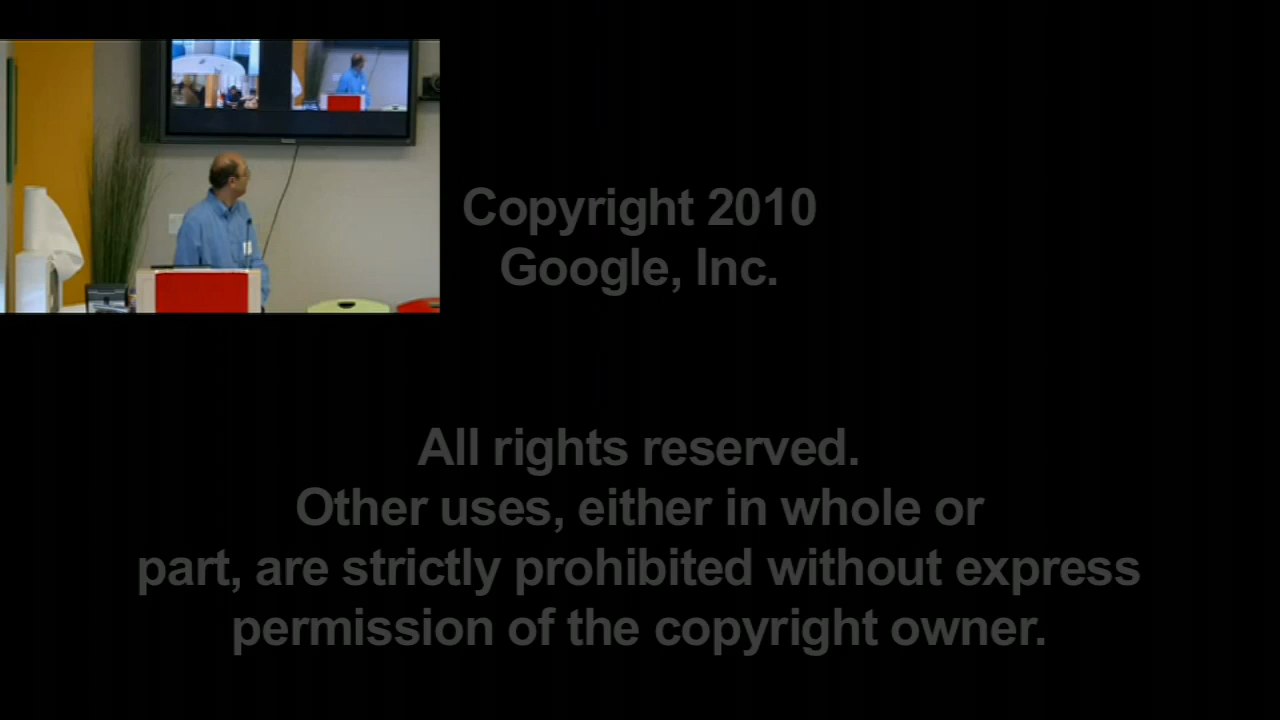 Copyright 2010
Google, Inc.
All rights reserved.
Other uses, either in whole or
part, are strictly prohibited without express
permission of the copyright owner.